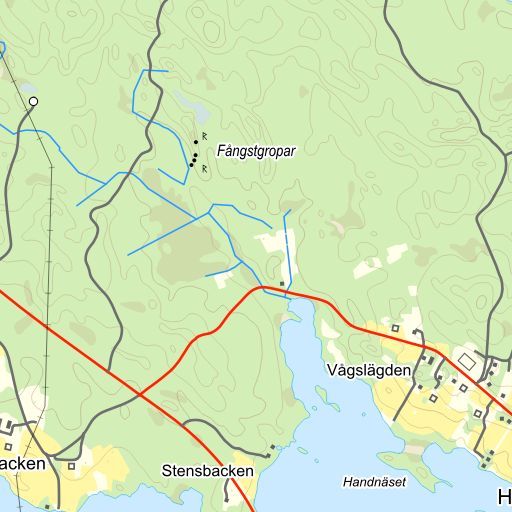 R
Fångstgropar
R
Vågslägden
acken
Stensbacken
Handnäset
H